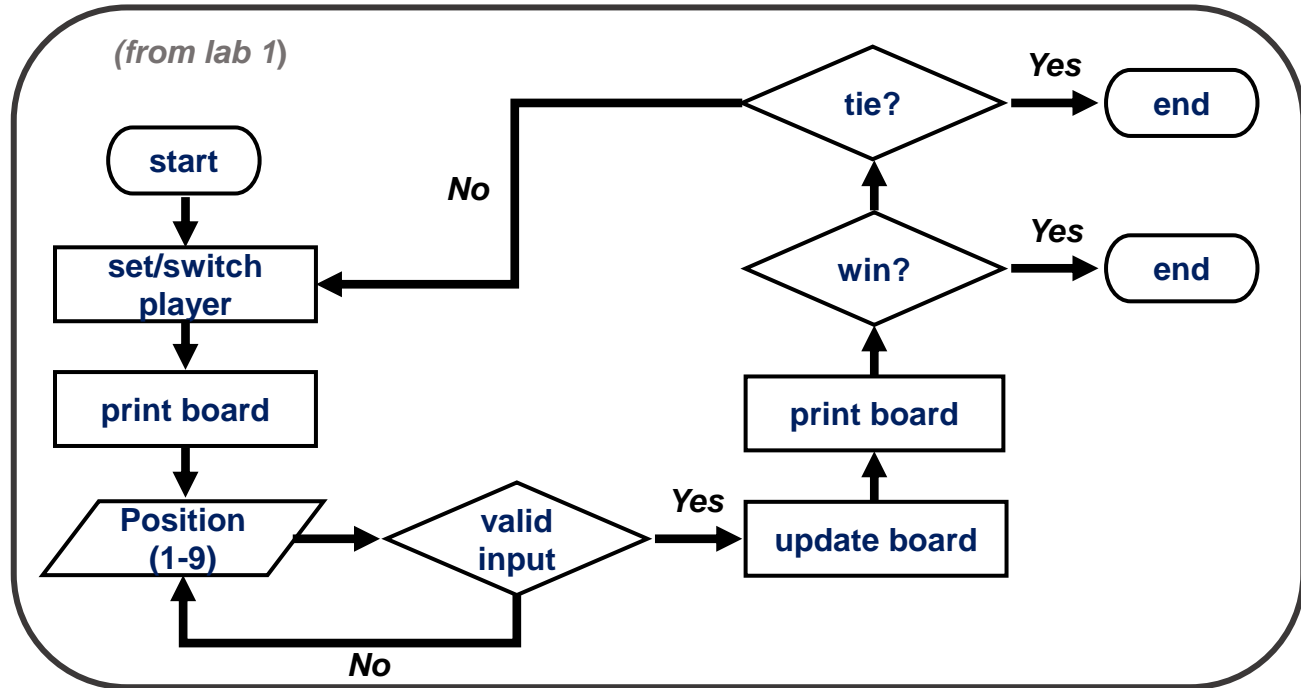 (from lab 1)
start
set/switch
player
print board
Position
(1-9)
valid
input
No
Yes
update board
print board
win?
Yes
end
tie?
Yes
end
No